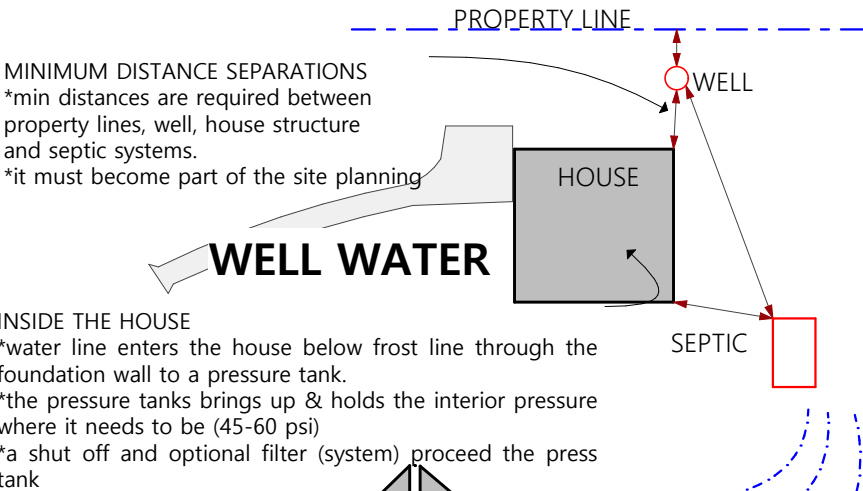 PROPERTY LINE
MINIMUM DISTANCE SEPARATIONS
*min distances are required between
property lines, well, house structure
and septic systems.
*it must become part of the site planning
WELL
HOUSE
WELL WATER
INSIDE THE HOUSE
*water line enters the house below frost line through the
foundation wall to a pressure tank.
*the pressure tanks brings up & holds the interior pressure
where it needs to be (45-60 psi)
*a shut off and optional filter (system) proceed the press
tank
SEPTIC